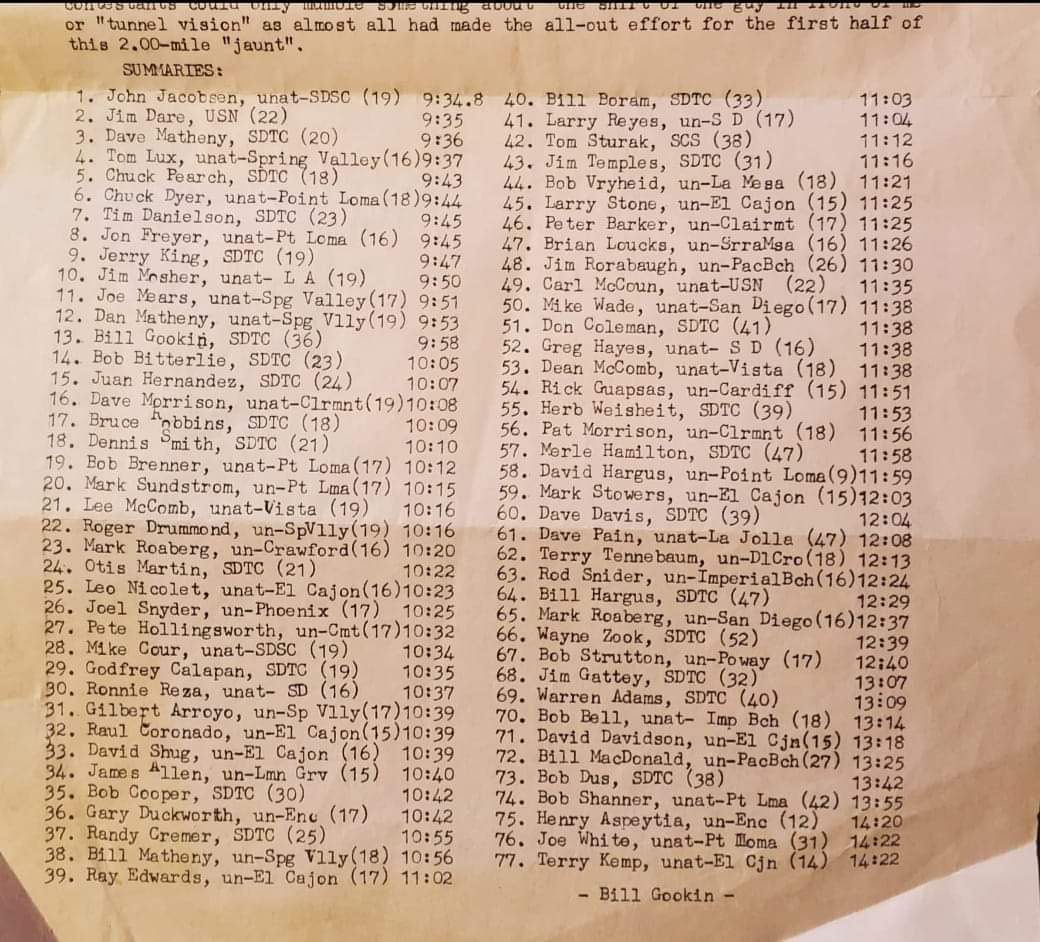 contestants could only mumble something about "the shirt of the guy in front of me
or "tunnel vision" as almost all had made the all-out effort for the first half of
this 2.00-mile "jaunt".
SUMMARIES:
1. John Jacobsen, unat-SDSC (19) 9:34.8
2. Jim Dare, USN (22) 9:35
3. Dave Matheny, SDTC (20) 9:36
4. Tom Lux, unat-Spring Valley(16)9:37
5. Chuck Pearch, SDTC (18) 9:43
6. Chuck Dyer, unat-Point Loma(18)9:44
7. Tim Danielson, SDTC (23) 9:45
8. Jon Freyer, unat-Pt Loma (16) 9:45
9. Jerry King, SDTC (19) 9:47
10. Jim Mosher, unat- L A (19) 9:50
11. Joe Mears, unat-Spg Valley(17) 9:51
12. Dan Matheny, unat-Spg Vlly(19) 9:53
13. Bill Gookin, SDTC (36) 9:58
14. Bob Bitterlie, SDTC (23) 10:05
15. Juan Hernandez, SDTC (24) 10:07
16. Dave Morrison, unat-Clrmnt(19)10:08
17. Bruce Robbins, SDTC (18) 10:09
18. Dennis Smith, SDTC (21) 10:10
19. Bob Brenner, unat-Pt Loma(17) 10:12
20. Mark Sundstrom, un-Pt Lma(17) 10:15
21. Lee McComb, unat-Vista (19) 10:16
22. Roger Drummond, un-SpVlly(19) 10:16
23. Mark Roaberg, un-Crawford(16) 10:20
24. Otis Martin, SDTC (21) 10:22
25. Leo Nicolet, unat-El Cajon(16)10:23
26. Joel Snyder, un-Phoenix (17) 10:25
27. Pete Hollingsworth, un-Cmt(17)10:32
28. Mike Cour, unat-SDSC (19) 10:34
29. Godfrey Calapan, SDTC (19) 10:35
30. Ronnie Reza, unat- SD (16) 10:37
31. Gilbert Arroyo, un-Sp Vlly(17)10:39
32. Raul Coronado, un-El Cajon(15)10:39
33. David Shug, un-El Cajon (16) 10:39
34. James Allen, un-Lmn Grv (15) 10:40
35. Bob Cooper, SDTC (30) 10:42
36. Gary Duckworth, un-Enc (17) 10:42
37. Randy Cremer, SDTC (25) 10:55
38. Bill Matheny, un-Spg Vlly(18) 10:56
39. Ray Edwards, un-El Cajon (17) 11:02
40. Bill Boram, SDTC (33) 11:03
41. Larry Reyes, un-S D (17) 11:04
42. Tom Sturak, SCS (38) 11:12
43. Jim Temples, SDTC (31) 11:16
44. Bob Vryheid, un-La Mesa (18) 11:21
45. Larry Stone, un-El Cajon (15) 11:25
46. Peter Barker, un-Clairmt (17) 11:25
47. Brian Loucks, un-SrraMsa (16) 11:26
48. Jim Rorabaugh, un-PacBch (26) 11:30
49. Carl McCoun, unat-USN (22) 11:35
50. Mike Wade, unat-San Diego(17) 11:38
51. Don Coleman, SDTC (41) 11:38
52. Greg Hayes, unat- S D (16) 11:38
53. Dean McComb, unat-Vista (18) 11:38
54. Rick Guapsas, un-Cardiff (15) 11:51
55. Herb Weisheit, SDTC (39) 11:53
56. Pat Morrison, un-Clrmnt (18) 11:56
57. Merle Hamilton, SDTC (47) 11:58
58. David Hargus, un-Point Loma(9)11:59
59. Mark Stowers, un-El Cajon (15)12:03
60. Dave Davis, SDTC (39) 12:04
61. Dave Pain, unat-La Jolla (47) 12:08
62. Terry Tennebaum, un-DlCro(18) 12:13
63. Rod Snider, un-ImperialBch(16)12:24
64. Bill Hargus, SDTC (47) 12:29
65. Mark Roaberg, un-San Diego(16)12:37
66. Wayne Zook, SDTC (52) 12:39
67. Bob Strutton, un-Poway (17) 12:40
68. Jim Gattey, SDTC (32) 13:07
69. Warren Adams, SDTC (40) 13:09
70. Bob Bell, unat- Imp Bch (18) 13:14
71. David Davidson, un-El Cjn(15) 13:18
72. Bill MacDonald, un-PacBch(27) 13:25
73. Bob Dus, SDTC (38) 13:42
74. Bob Shanner, unat-Pt Lma (42) 13:55
75. Henry Aspeytia, un-Enc (12) 14:20
76. Joe White, unat-Pt Loma (31) 14:22
77. Terry Kemp, unat-El Cjn (14) 14:22
- Bill Gookin -